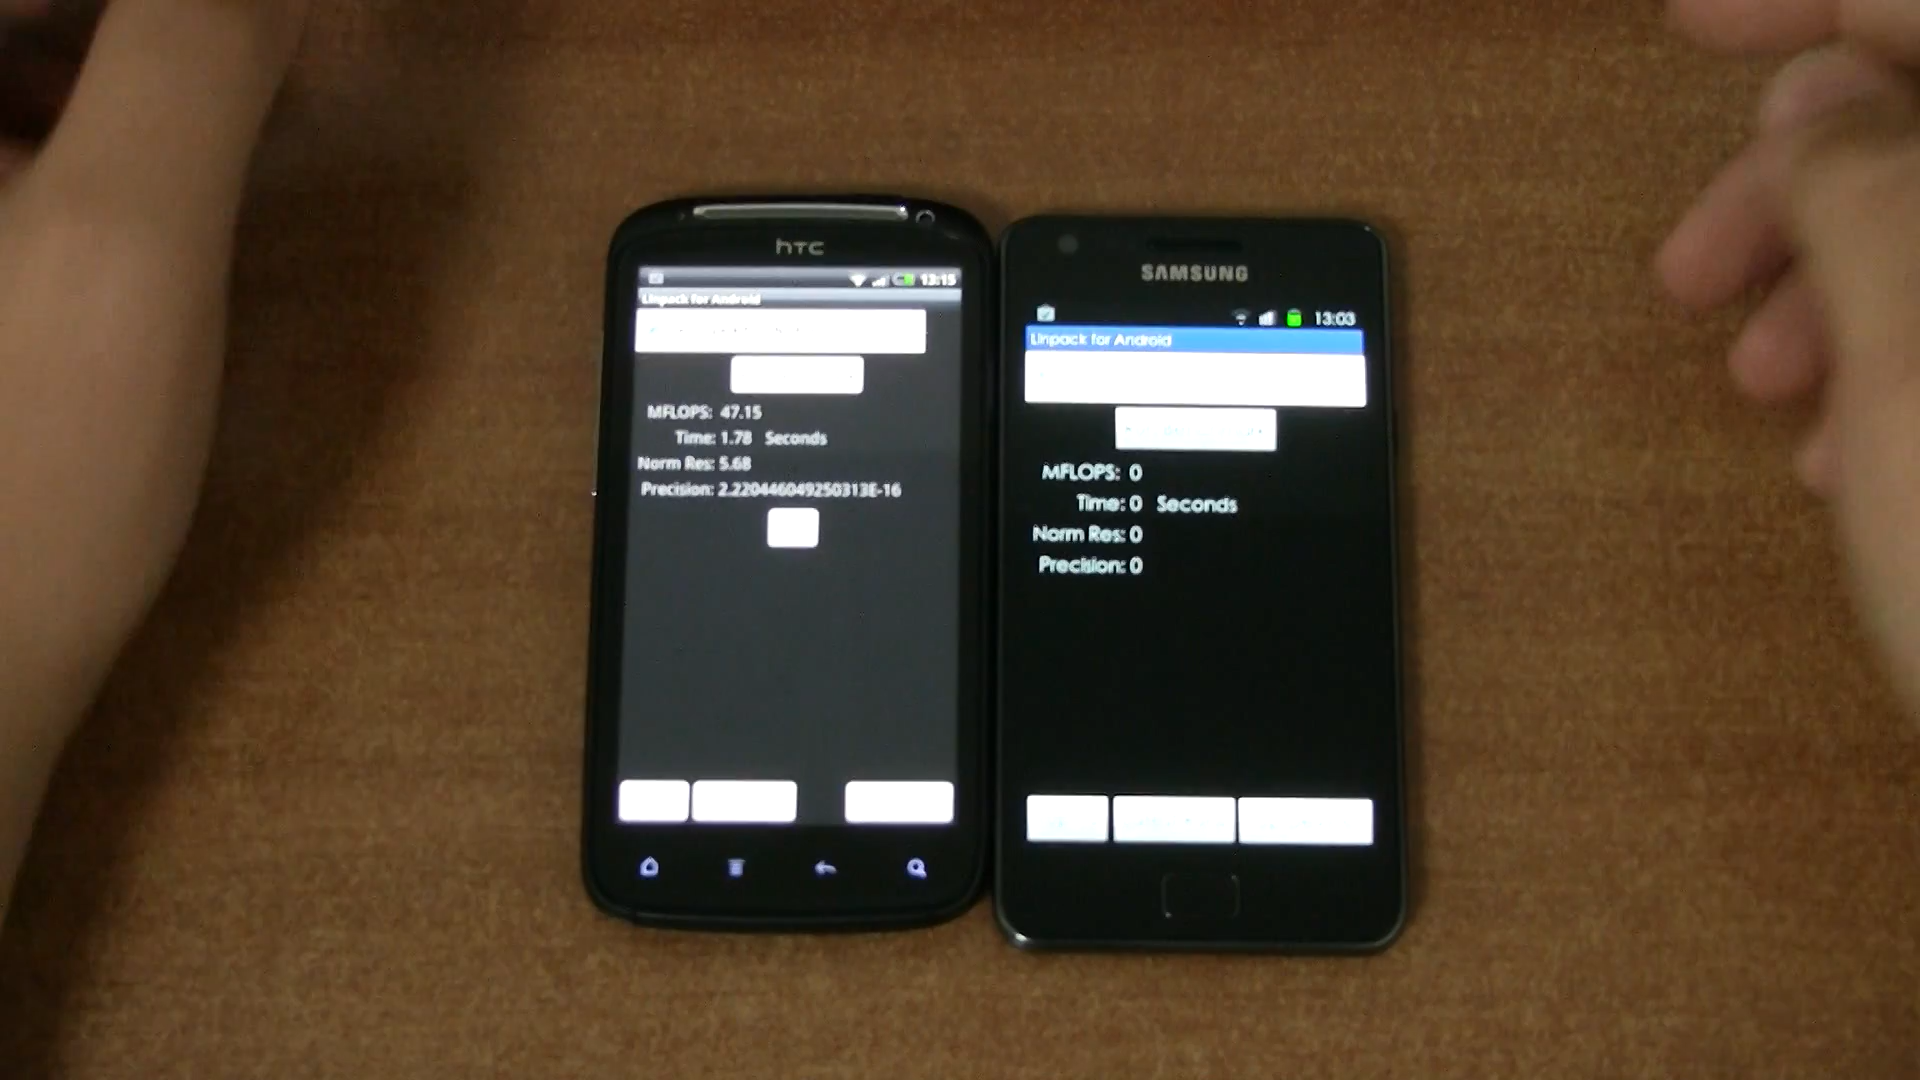 hTC
13:15
Linpack for Android
MFLOPS: 47.15
Time: 1.78 Seconds
Norm Res: 5.68
Precision: 2.220446049250313E-16
SAMSUNG
13:03
Linpack for Android
MFLOPS: 0
Time: 0 Seconds
Norm Res: 0
Precision: 0